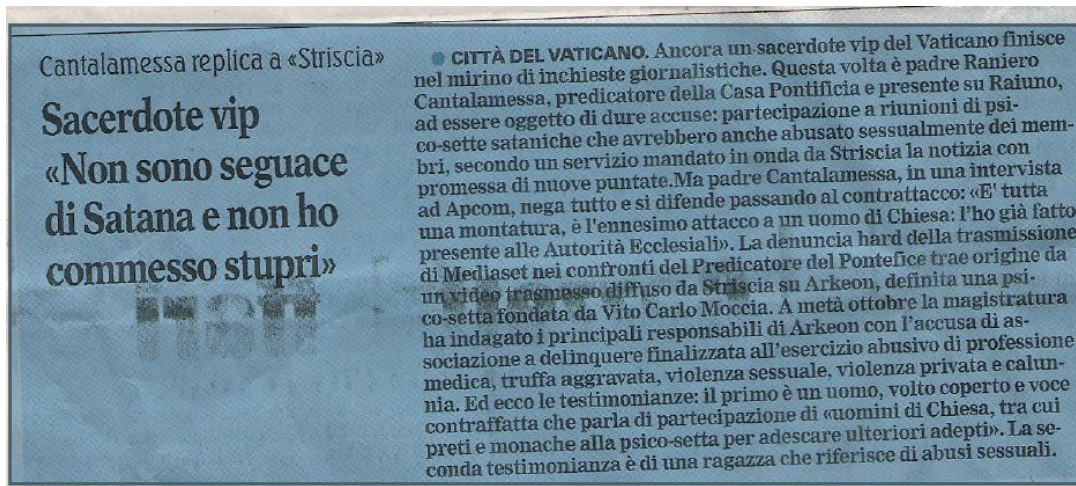 Cantalamessa replica a «Striscia»
Sacerdote vip
«Non sono seguace
di Satana e non ho
commesso stupri»
● CITTÀ DEL VATICANO. Ancora un sacerdote vip del Vaticano finisce
nel mirino di inchieste giornalistiche. Questa volta è padre Raniero
Cantalamessa, predicatore della Casa Pontificia e presente su Raiuno,
ad essere oggetto di dure accuse: partecipazione a riunioni di psi-
co-sette sataniche che avrebbero anche abusato sessualmente dei mem-
bri, secondo un servizio mandato in onda da Striscia la notizia con
promessa di nuove puntate.Ma padre Cantalamessa, in una intervista
ad Apcom, nega tutto e si difende passando al contrattacco: «E' tutta
una montatura, è l'ennesimo attacco a un uomo di Chiesa: l'ho già fatto
presente alle Autorità Ecclesiali». La denuncia hard della trasmissione
di Mediaset nei confronti del Predicatore del Pontefice trae origine da
un video trasmesso diffuso da Striscia su Arkeon, definita una psi-
co-setta fondata da Vito Carlo Moccia. A metà ottobre la magistratura
ha indagato i principali responsabili di Arkeon con l'accusa di as-
sociazione a delinquere finalizzata all'esercizio abusivo di professione
medica, truffa aggravata, violenza sessuale, violenza privata e calun-
nia. Ed ecco le testimonianze: il primo è un uomo, volto coperto e voce
contraffatta che parla di partecipazione di «uomini di Chiesa, tra cui
preti e monache alla psico-setta per adescare ulteriori adepti». La se-
conda testimonianza è di una ragazza che riferisce di abusi sessuali.